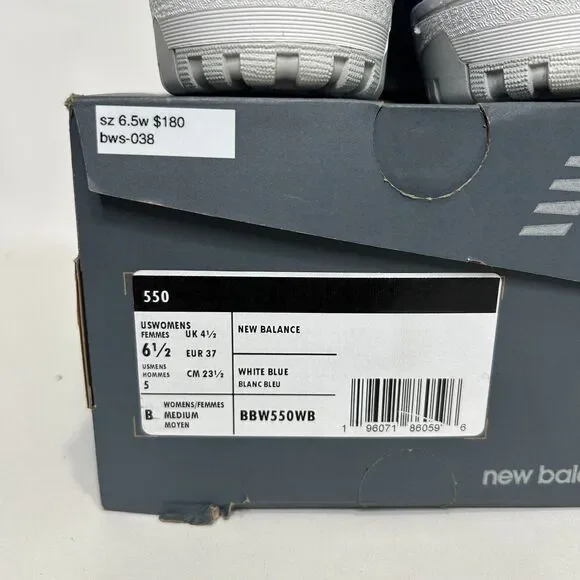 sz 6.5w $180
bws-038
550
USWOMENS
FEMMES
6½
UK 4½
EUR 37
USMENS
HOMMES
5
CM 23½
NEW BALANCE
WHITE BLUE
BLANC BLEU
B
WOMENS/FEMMES
MEDIUM
MOYEN
BBW550WB
1 96071 86059 6
new bala